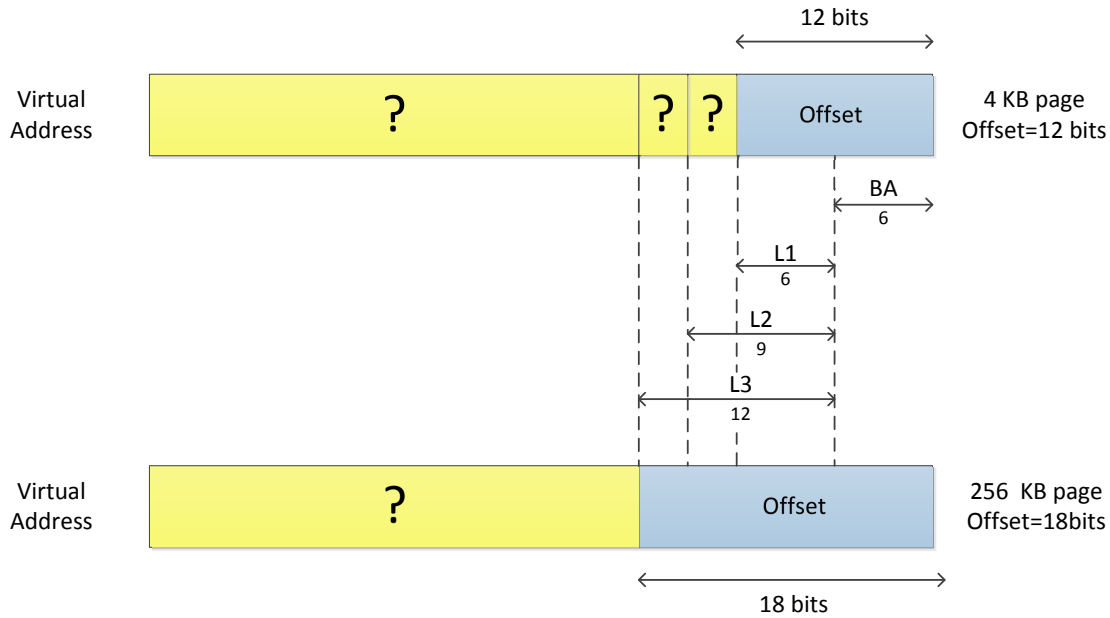 12 bits
Virtual
Address
?
?
?
Offset
4 KB page
Offset=12 bits
BA
6
L1
6
L2
9
L3
12
Virtual
Address
?
Offset
256 KB page
Offset=18bits
18 bits